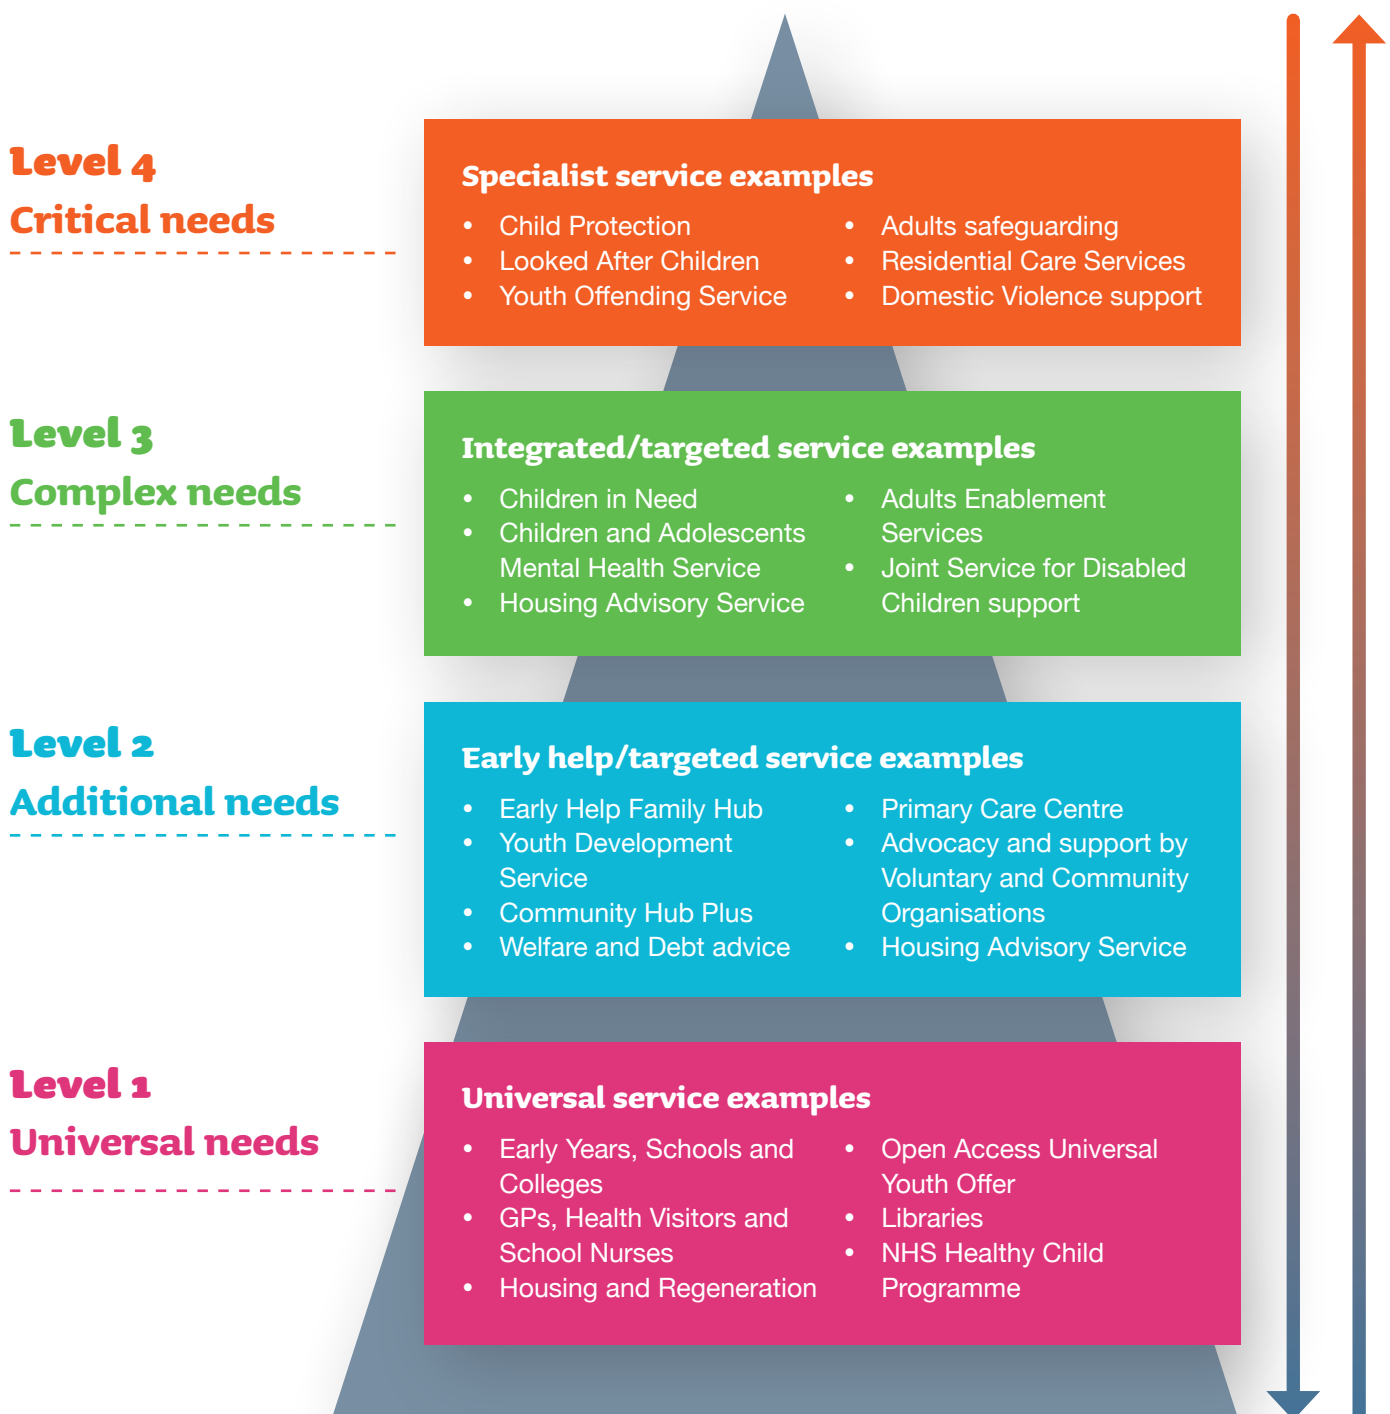 Level 4
Critical needs
Specialist service examples
• Child Protection
• Looked After Children
• Youth Offending Service
• Adults safeguarding
• Residential Care Services
• Domestic Violence support
Level 3
Complex needs
Integrated/targeted service examples
• Children in Need
• Children and Adolescents
Mental Health Service
• Housing Advisory Service
• Adults Enablement
Services
• Joint Service for Disabled
Children support
Level 2
Additional needs
Early help/targeted service examples
• Early Help Family Hub
• Youth Development
Service
• Community Hub Plus
• Welfare and Debt advice
• Primary Care Centre
• Advocacy and support by
Voluntary and Community
Organisations
• Housing Advisory Service
Level 1
Universal needs
Universal service examples
• Early Years, Schools and
Colleges
• GPs, Health Visitors and
School Nurses
• Housing and Regeneration
• Open Access Universal
Youth Offer
• Libraries
• NHS Healthy Child
Programme